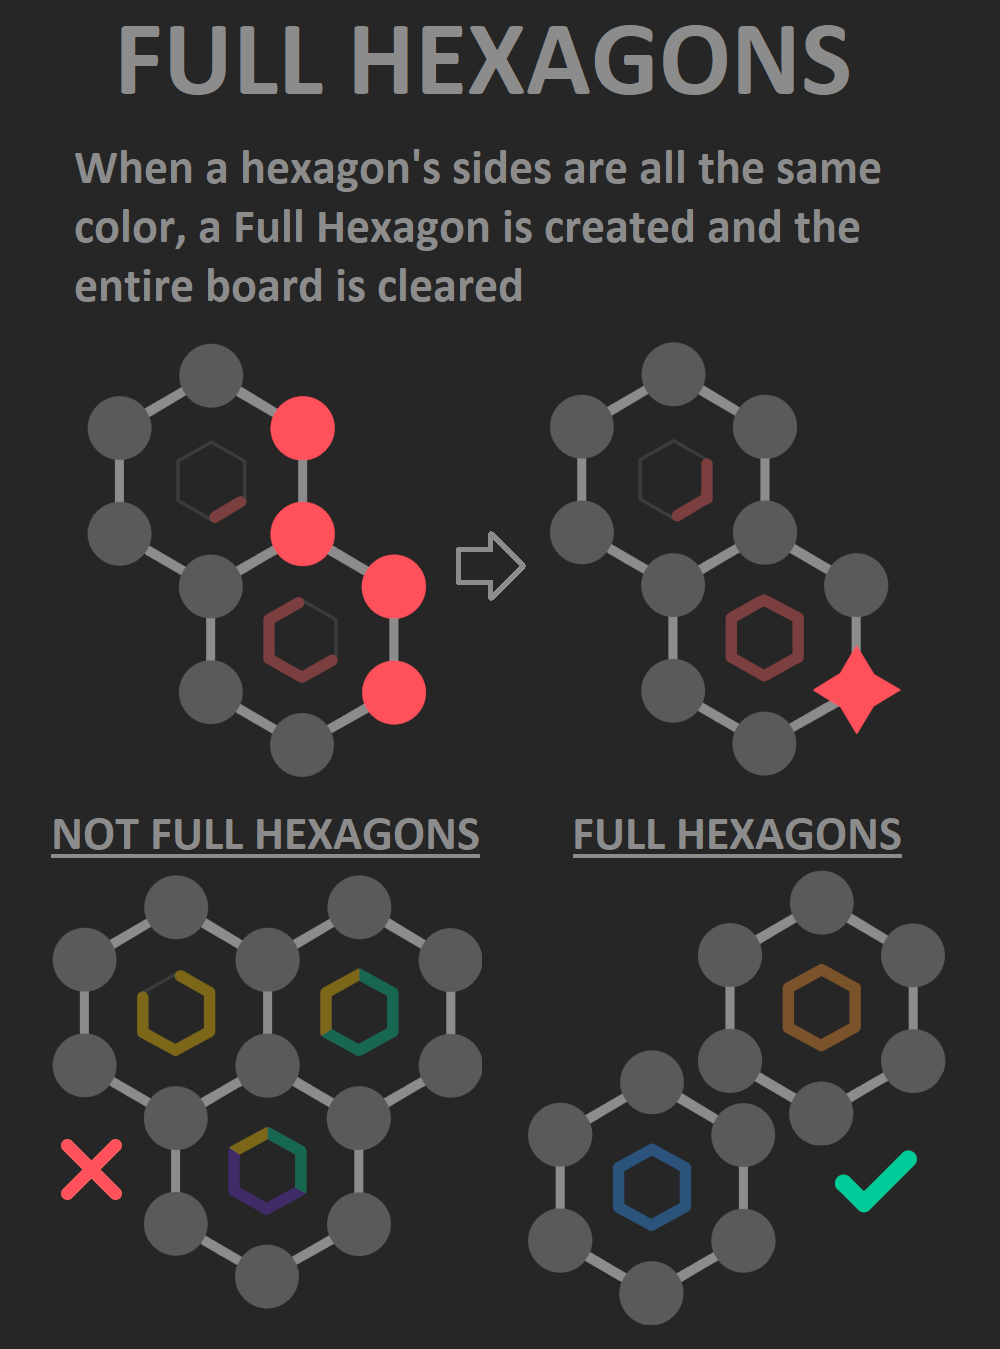 FULL HEXAGONS
When a hexagon's sides are all the same
color, a Full Hexagon is created and the
entire board is cleared
NOT FULL HEXAGONS
FULL HEXAGONS